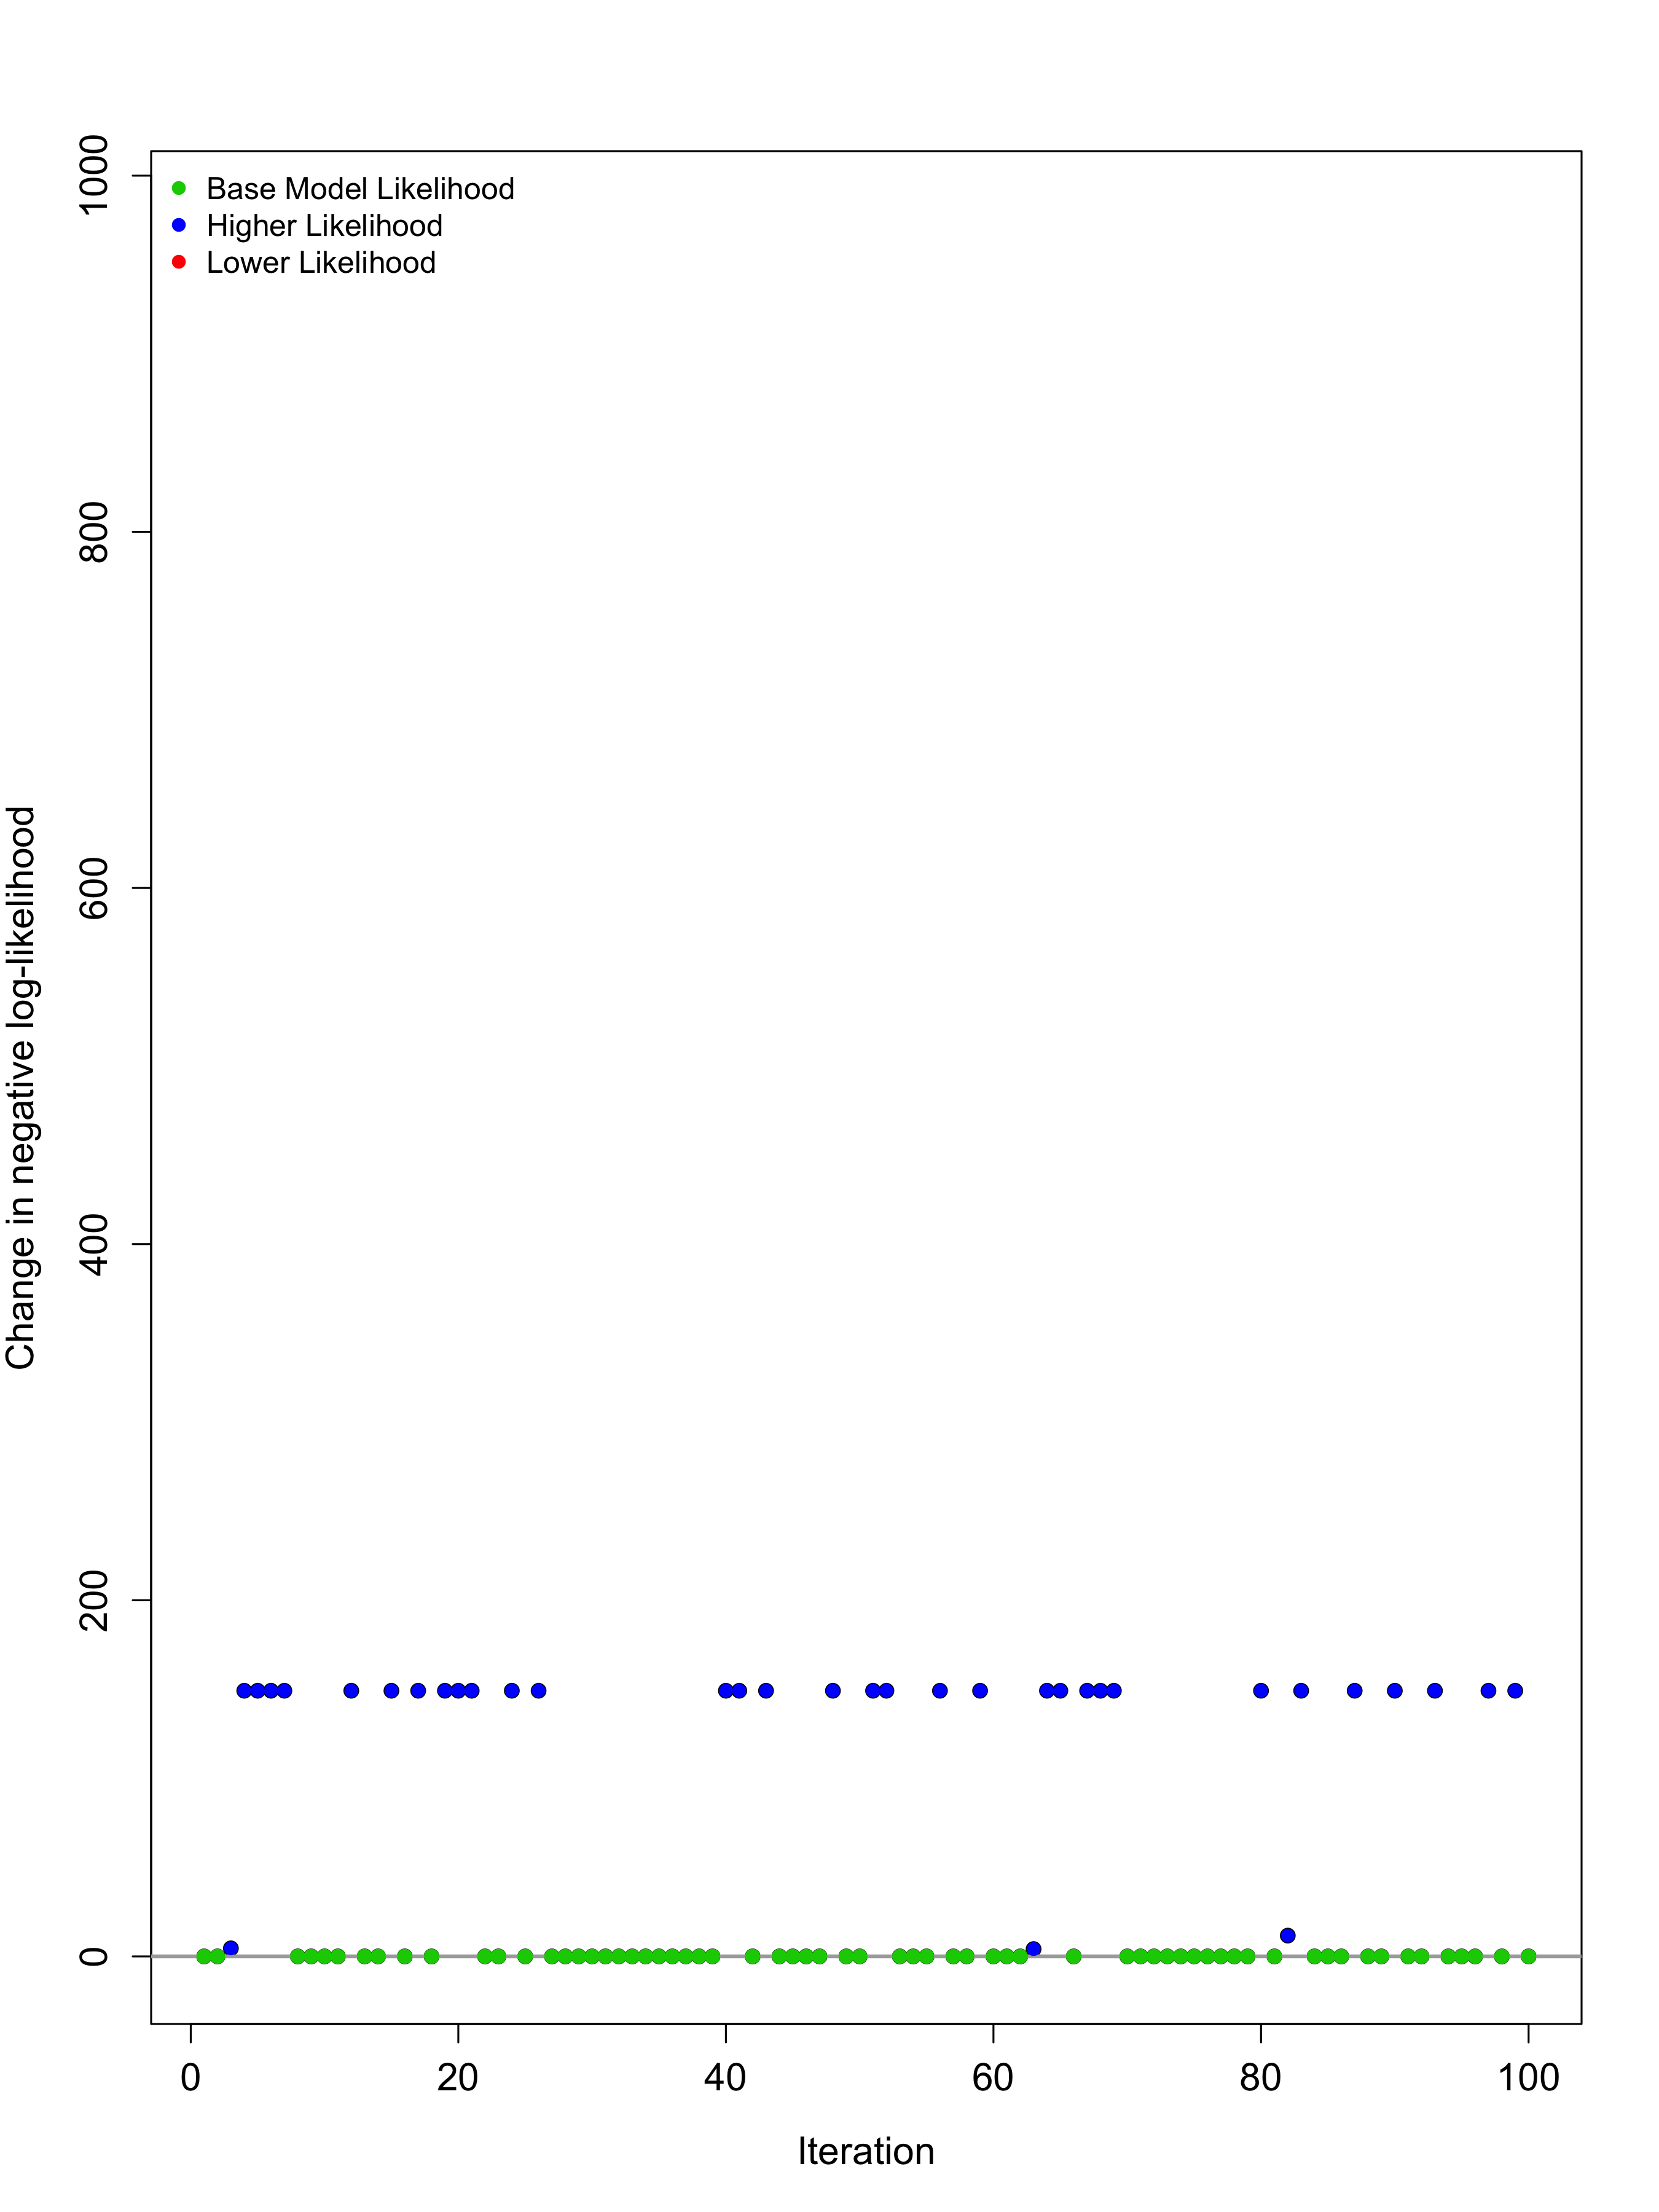 Base Model Likelihood
Higher Likelihood
Lower Likelihood
Change in negative log-likelihood
1000
800
600
400
200
0
0 20 40 60 80 100
Iteration